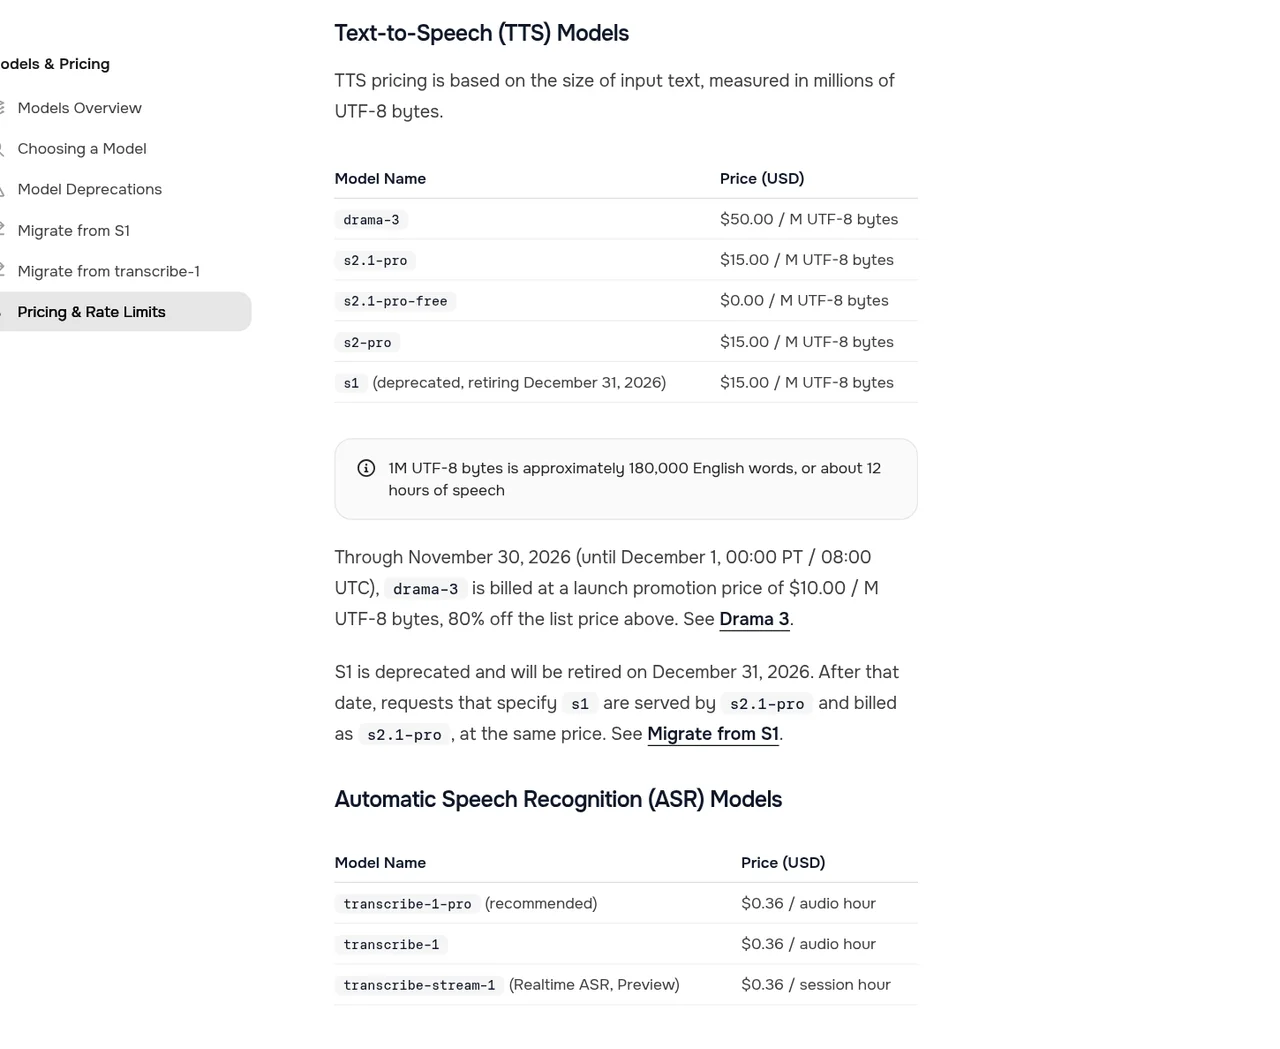 Text-to-Speech (TTS) Models
odels & Pricing
TTS pricing is based on the size of input text, measured in millions of
UTF-8 bytes.
Models Overview
Choosing a Model
Model Deprecations
Migrate from S1
Migrate from transcribe-1
Pricing & Rate Limits
Model Name Price (USD)
drama-3 $50.00 / M UTF-8 bytes
s2.1-pro $15.00 / M UTF-8 bytes
s2.1-pro-free $0.00 / M UTF-8 bytes
s2-pro $15.00 / M UTF-8 bytes
s1 (deprecated, retiring December 31, 2026) $15.00 / M UTF-8 bytes
1M UTF-8 bytes is approximately 180,000 English words, or about 12
hours of speech
Through November 30, 2026 (until December 1, 00:00 PT / 08:00
UTC), drama-3 is billed at a launch promotion price of $10.00 / M
UTF-8 bytes, 80% off the list price above. See Drama 3.
S1 is deprecated and will be retired on December 31, 2026. After that
date, requests that specify s1 are served by s2.1-pro and billed
as s2.1-pro, at the same price. See Migrate from S1.
Automatic Speech Recognition (ASR) Models
Model Name Price (USD)
transcribe-1-pro (recommended) $0.36 / audio hour
transcribe-1 $0.36 / audio hour
transcribe-stream-1 (Realtime ASR, Preview) $0.36 / session hour